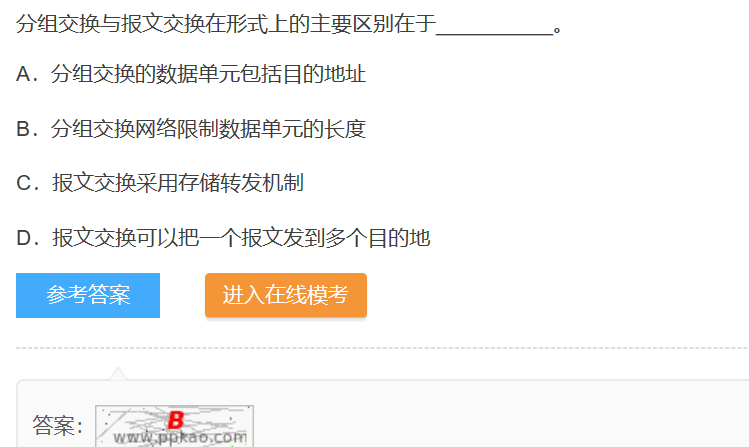 分组交换与报文交换在形式上的主要区别在于___________。
A．分组交换的数据单元包括目的地址
B．分组交换网络限制数据单元的长度
C．报文交换采用存储转发机制
D．报文交换可以把一个报文发到多个目的地
参考答案 进入在线模考
答案：B
www.ppkao.com